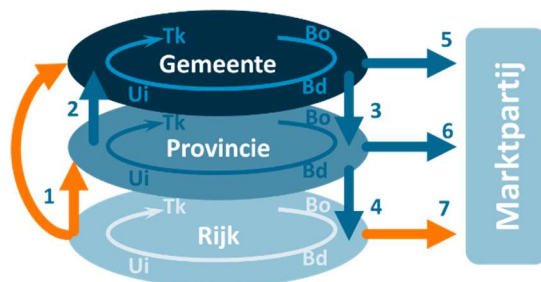 Tk
Bo
5
Gemeente
Ui
Bd
2
3
Tk
Bo
6
Provincie
Ui
Bd
1
4
Tk
Bo
7
Rijk
Ui
Bd
Marktpartij